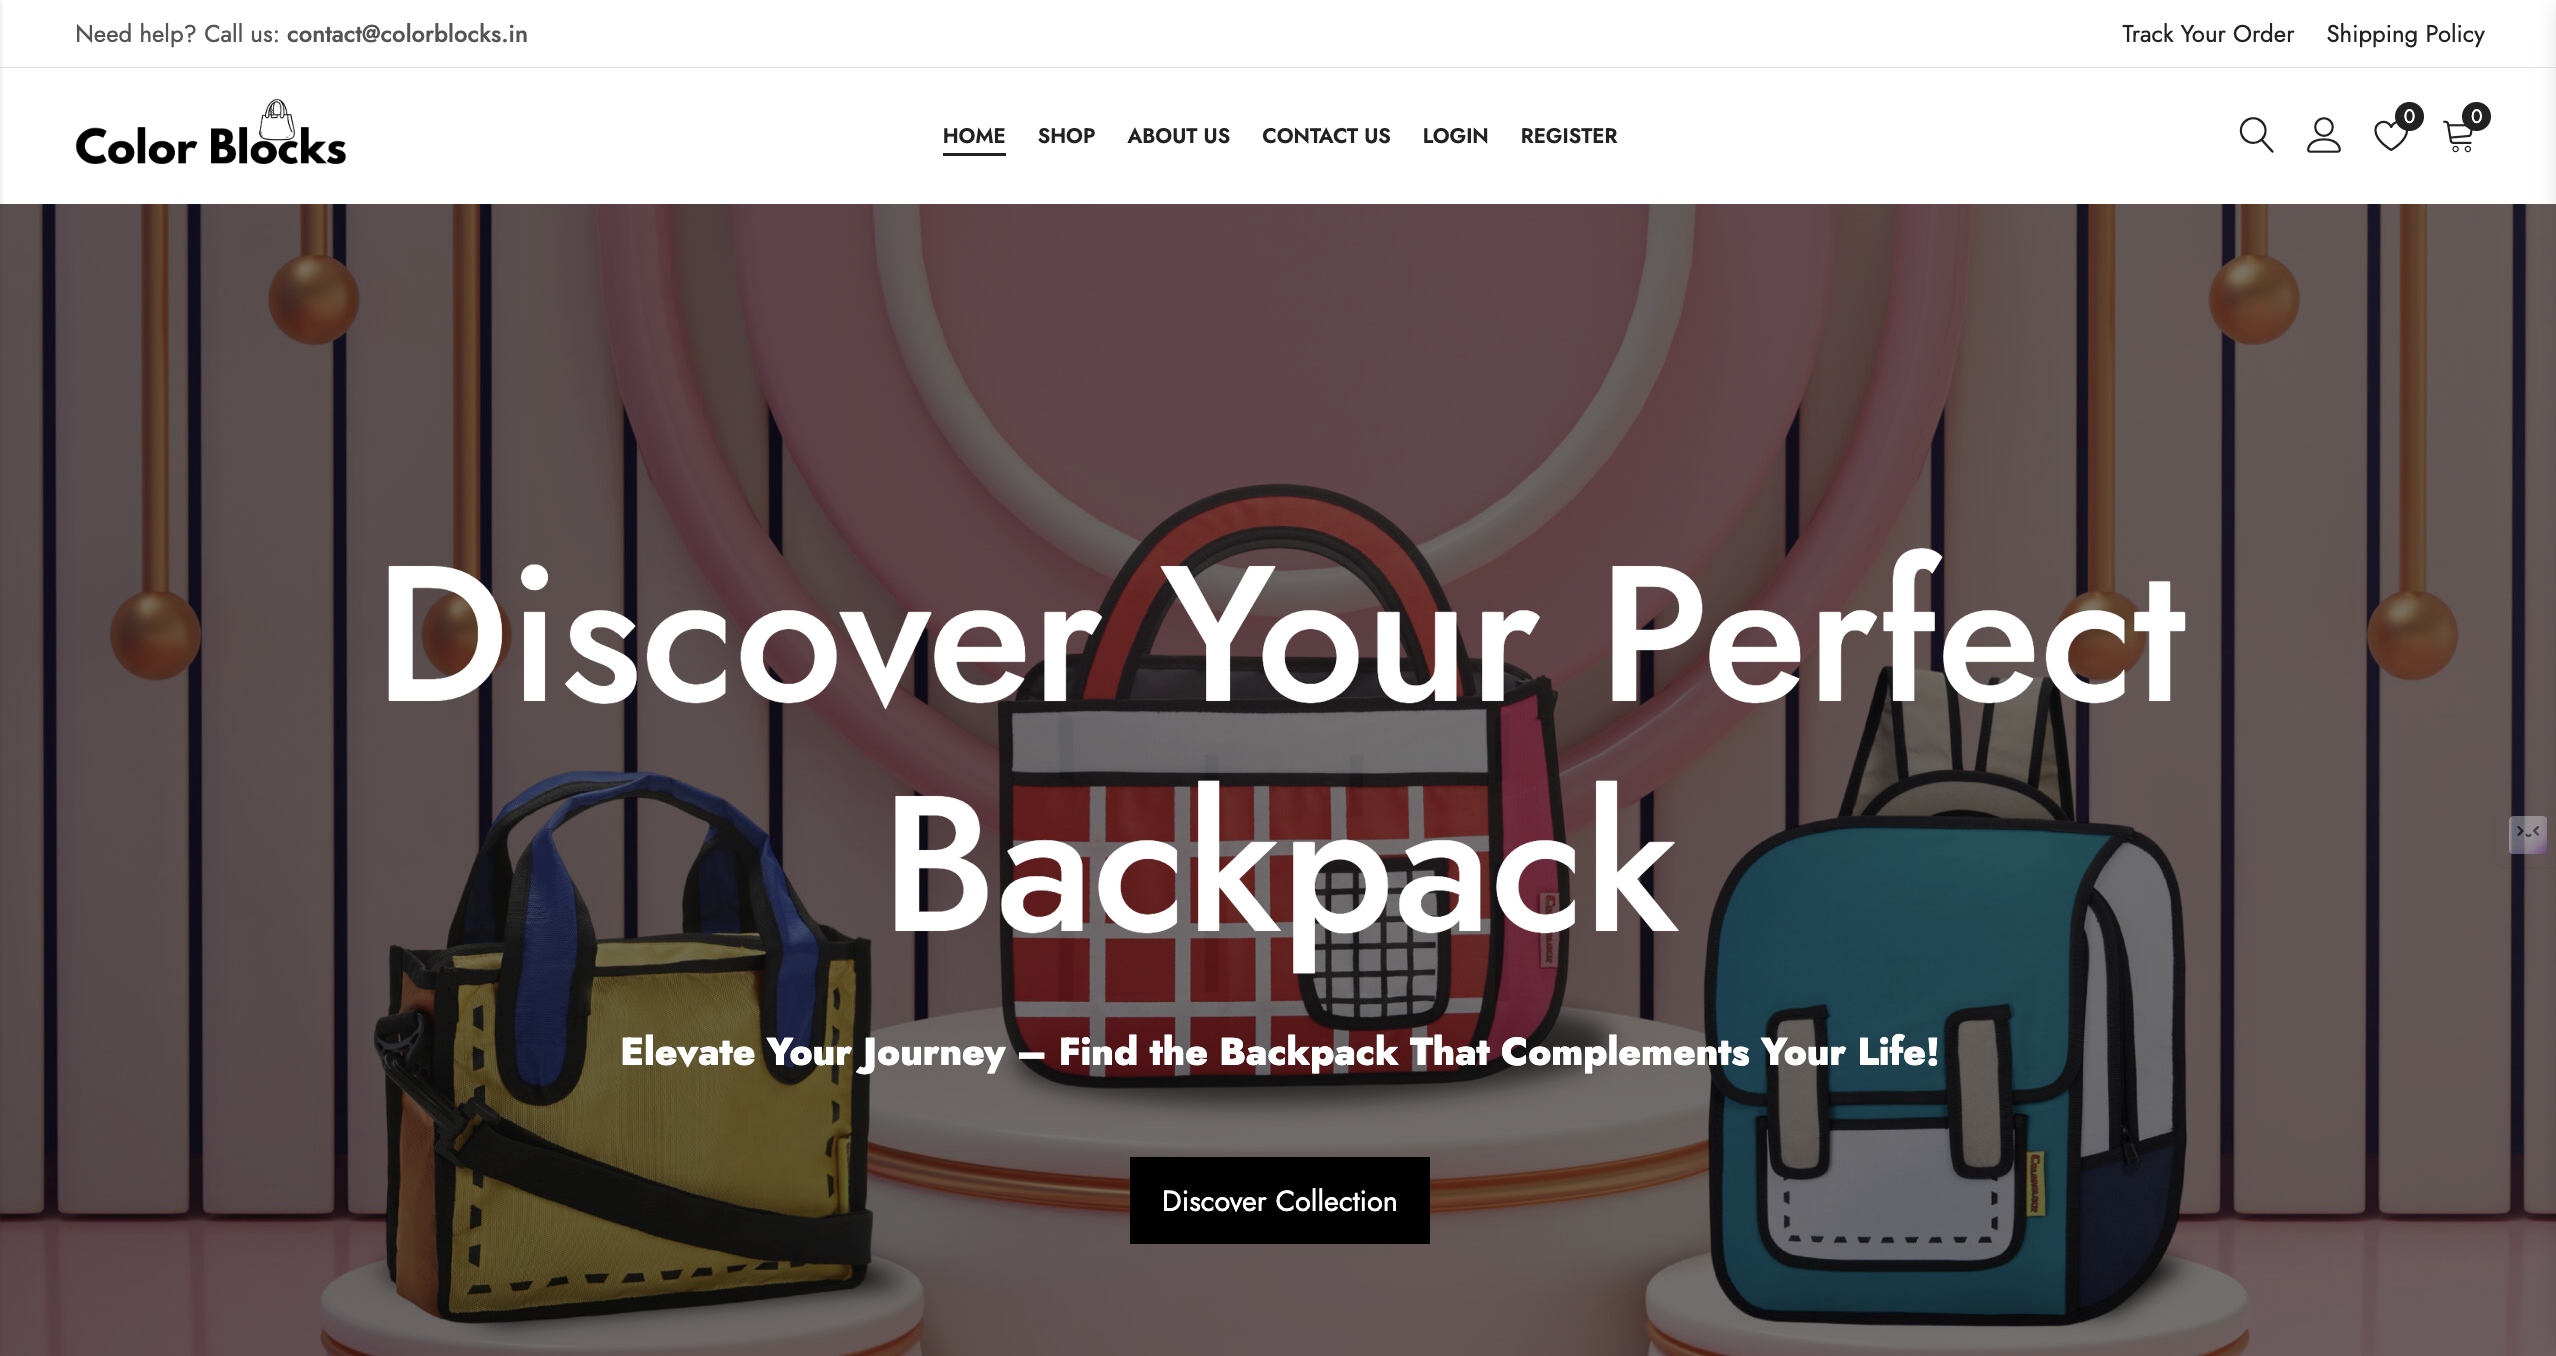 Need help? Call us: contact@colorblocks.in
Track Your Order
Shipping Policy
Color Blocks
HOME
SHOP
ABOUT US
CONTACT US
LOGIN
REGISTER
0
0
Discover Your Perfect
Backpack
Elevate Your Journey – Find the Backpack That Complements Your Life!
Discover Collection